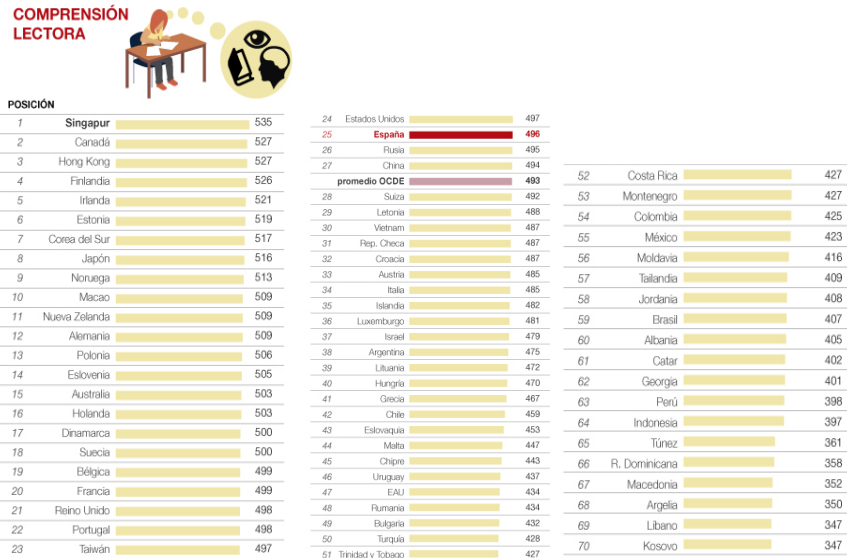 COMPRENSIÓN
LECTORA
POSICIÓN
1 Singapur 535
2 Canadá 527
3 Hong Kong 527
4 Finlandia 526
5 Irlanda 521
6 Estonia 519
7 Corea del Sur 517
8 Japón 516
9 Noruega 513
10 Macao 509
11 Nueva Zelanda 509
12 Alemania 509
13 Polonia 506
14 Eslovenia 505
15 Australia 503
16 Holanda 503
17 Dinamarca 500
18 Suecia 500
19 Bélgica 499
20 Francia 499
21 Reino Unido 498
22 Portugal 498
23 Taiwán 497
24 Estados Unidos 497
25 España 496
26 Rusia 495
27 China 494
promedio OCDE 493
28 Suiza 492
29 Letonia 488
30 Vietnam 487
31 Rep. Checa 487
32 Croacia 487
33 Austria 485
34 Italia 485
35 Islandia 482
36 Luxemburgo 481
37 Israel 479
38 Argentina 475
39 Lituania 472
40 Hungría 470
41 Grecia 467
42 Chile 459
43 Eslovaquia 453
44 Malta 447
45 Chipre 443
46 Uruguay 437
47 EAU 434
48 Rumania 434
49 Bulgaria 432
50 Turquía 428
51 Trinidad y Tobago 427
52 Costa Rica 427
53 Montenegro 427
54 Colombia 425
55 México 423
56 Moldavia 416
57 Tailandia 409
58 Jordania 408
59 Brasil 407
60 Albania 405
61 Catar 402
62 Georgia 401
63 Perú 398
64 Indonesia 397
65 Túnez 361
66 R. Dominicana 358
67 Macedonia 352
68 Argelia 350
69 Líbano 347
70 Kosovo 347